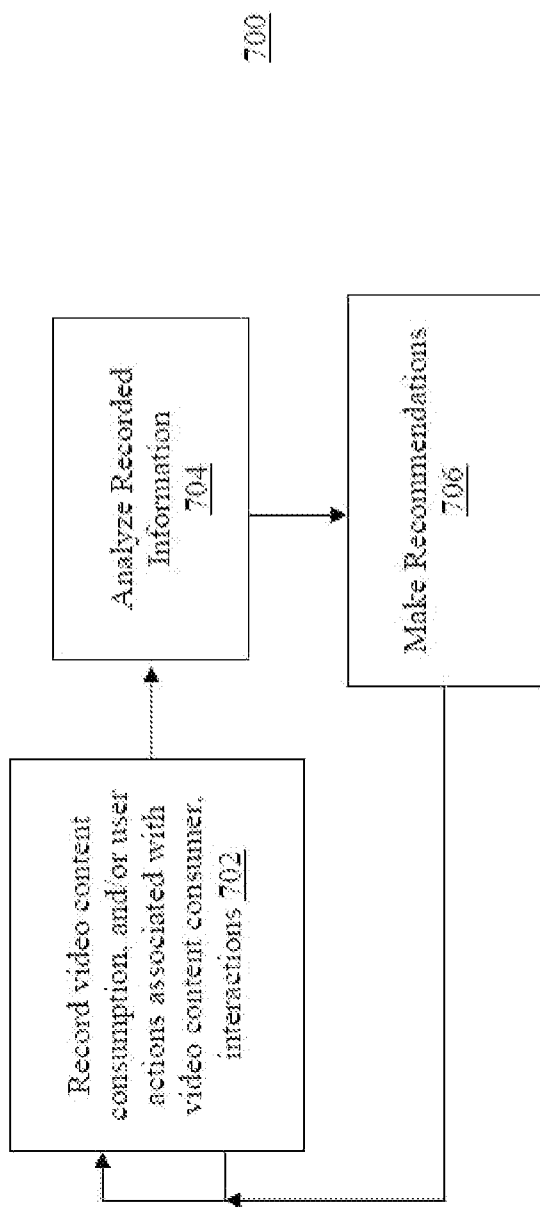 Record video content
consumption, and/or user
actions associated with
video content consumer,
interactions 702
Analyze Recorded
Information
704
Make Recommendations
706
700